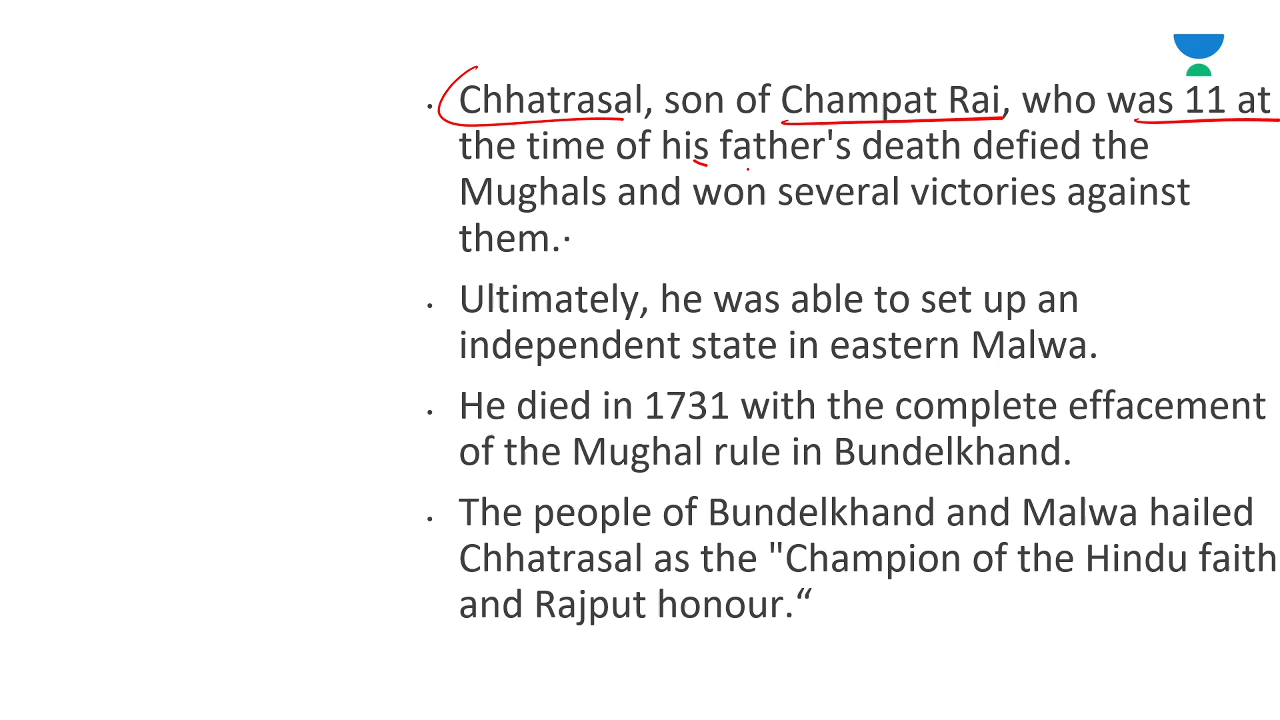 . Chhatrasal, son of Champat Rai, who was 11 at
the time of his father's death defied the
Mughals and won several victories against
them.·
. Ultimately, he was able to set up an
independent state in eastern Malwa.
. He died in 1731 with the complete effacement
of the Mughal rule in Bundelkhand.
. The people of Bundelkhand and Malwa hailed
Chhatrasal as the "Champion of the Hindu faith
and Rajput honour.“